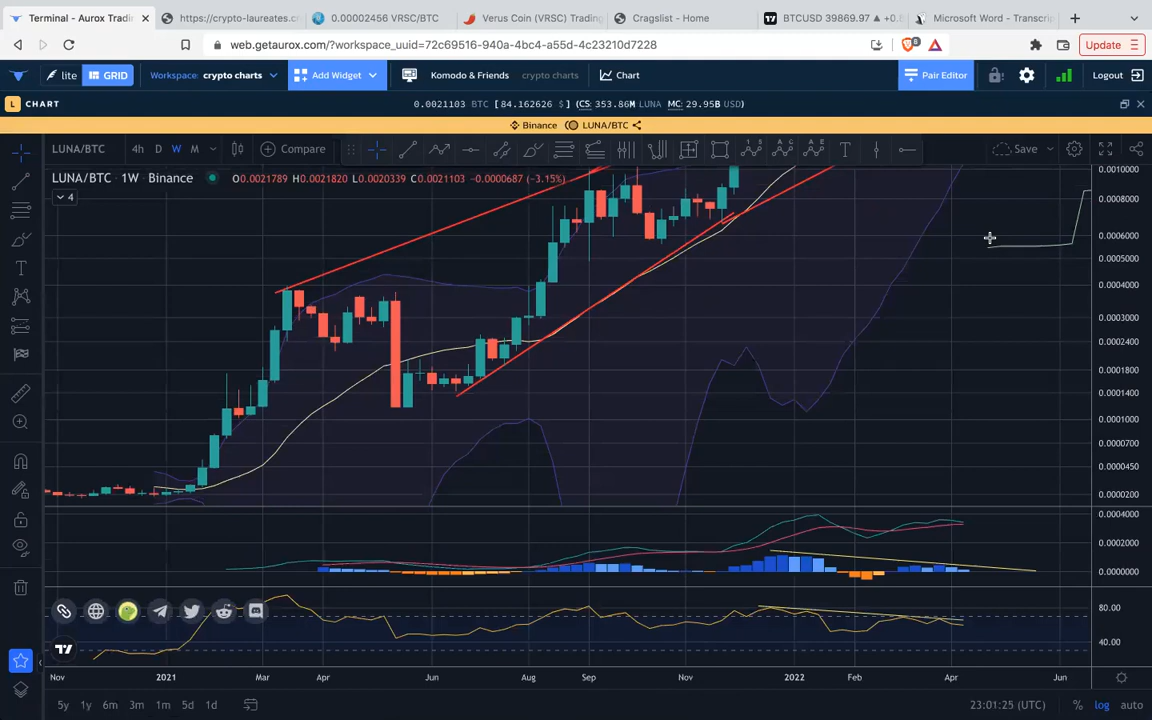 Terminal - Aurox Tradi
https://crypto-laureates.c
0.00002456 VRSC/BTC
Verus Coin (VRSC) Trading
Cragslist - Home
BTCUSD 39869.97 ▲ +0.
Microsoft Word - Transcri
web.getaurox.com/?workspace_uuid=72c69516-940a-4bc4-a55d-4c23210d7228
Update
lite
GRID
Workspace: crypto charts
Add Widget
Komodo & Friends
crypto charts
Chart
Pair Editor
Logout
L CHART
0.0021103 BTC [84.162626 $] (CS: 353.86M LUNA MC: 29.95B USD)
Binance
LUNA/BTC
LUNA/BTC
4h D W M
Compare
Save
LUNA/BTC · 1W · Binance
O0.0021789 H0.0021820 L0.0020339 C0.0021103 -0.0000687 (-3.15%)
4
0.0010000
0.0008000
0.0006000
0.0005000
0.0004000
0.0003000
0.0002400
0.0001800
0.0001400
0.0001000
0.0000700
0.0000450
0.0000200
0.0004000
0.0002000
0.0000000
80.00
40.00
Nov 2021 Mar Apr Jun Aug Sep Nov 2022 Feb Apr Jun
5y 1y 6m 3m 1m 5d 1d
23:01:25 (UTC)
% log auto